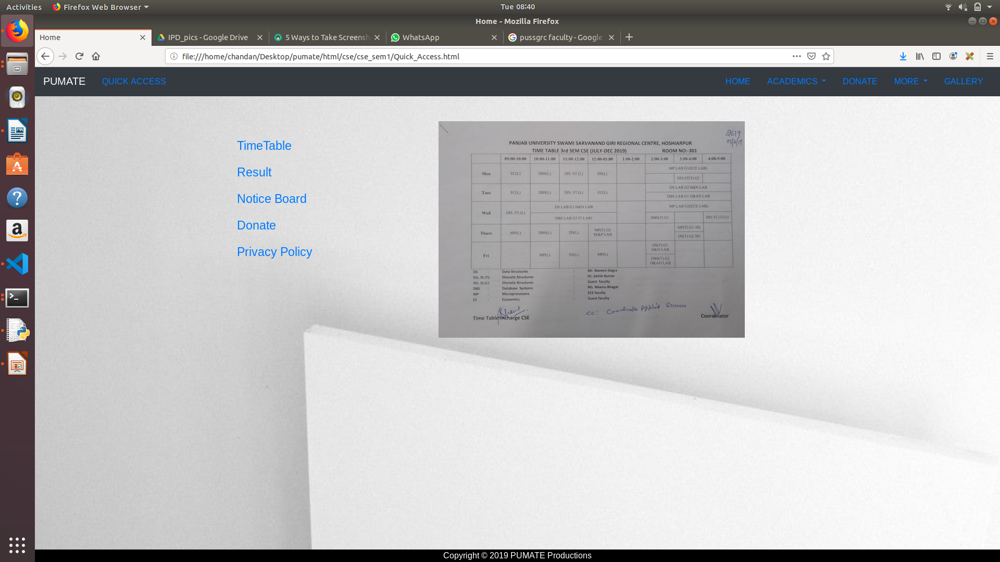 Activities Firefox Web Browser Tue 08:40
Home - Mozilla Firefox
Home IPD_pics - Google Drive 5 Ways to Take Screensh WhatsApp pussgrc faculty - Google
file:///home/chandan/Desktop/pumate/html/cse/cse_sem1/Quick_Access.html
PUMATE QUICK ACCESS HOME ACADEMICS DONATE MORE GALLERY
TimeTable
Result
Notice Board
Donate
Privacy Policy
2619
03/6/19
PANJAB UNIVERSITY SWAMI SARVANAND GIRI REGIONAL CENTRE, HOSHIARPUR
TIME TABLE 3rd SEM CSE (JULY-DEC 2019) ROOM NO:-301
09:00-10:00 10:00-11:00 11:00-12:00 12:00-01:00 1:00-2:00 2:00-3:00 3:00-4:00 4:00-5:00
Mon EC(L) DBS(L) DIS. ST.(L) DS(L) MP LAB G1(ECE LAB)
DIS.ST(T) G2
Tues EC(L) DBS(L) DIS. ST.(L) EC(L) DS LAB G2 H&N LAB
DBS LAB G1 D&AD LAB
Wed DIS. ST.(L) DS LAB G1 H&N LAB MP LAB G2(ECE LAB)
DBS LAB G2 IT LAB1 DBS(T) G1 DIS ST.(T) G1
Thurs MP(L) DBS(L) DS(L) MP(T) G2 SE&P LAB MP(T) G1 302
DS(T) G2 301
Fri MP(L) DS(L) MP(L) DS(T) G1 H&N LAB
DBS(T) G2 D&AD LAB
DS : Data Structures : Mr. Naveen Dogra
Dis. St.(T): Discrete Structures : Dr. Satish Kumar
Dis. St.(L): Discrete Structures : Guest faculty
DBS : Database Systems : Ms. Meenu Bhagat
MP : Microprocessors : ECE faculty
EC : Economics : Guest faculty
CC: Coordinate Applied Sciences
Time Table Incharge CSE Coordinator
Copyright © 2019 PUMATE Productions